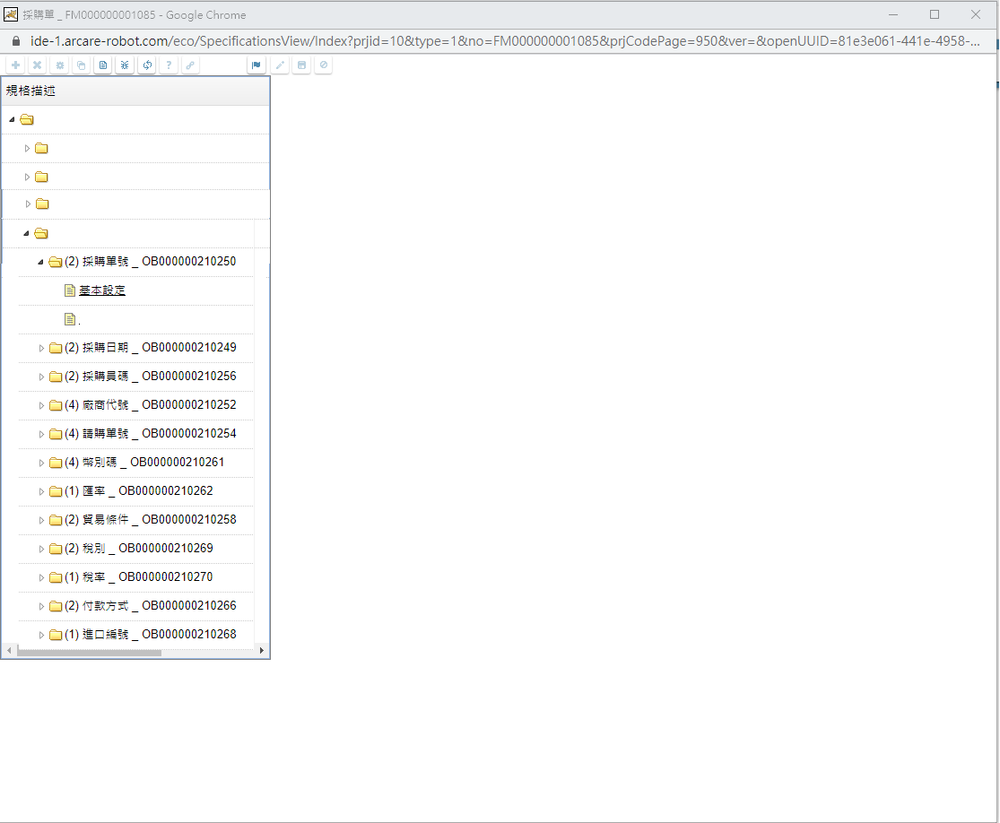 採購單 _ FM000000001085 - Google Chrome
ide-1.arcare-robot.com/eco/SpecificationsView/Index?prjid=10&type=1&no=FM000000001085&prjCodePage=950&ver=&openUUID=81e3e061-441e-4958-...
規格描述
(2) 採購單號 _ OB000000210250
基本設定
.
(2) 採購日期 _ OB000000210249
(2) 採購員碼 _ OB000000210256
(4) 廠商代號 _ OB000000210252
(4) 請購單號 _ OB000000210254
(4) 幣別碼 _ OB000000210261
(1) 匯率 _ OB000000210262
(2) 貿易條件 _ OB000000210258
(2) 稅別 _ OB000000210269
(1) 稅率 _ OB000000210270
(2) 付款方式 _ OB000000210266
(1) 進口編號 _ OB000000210268